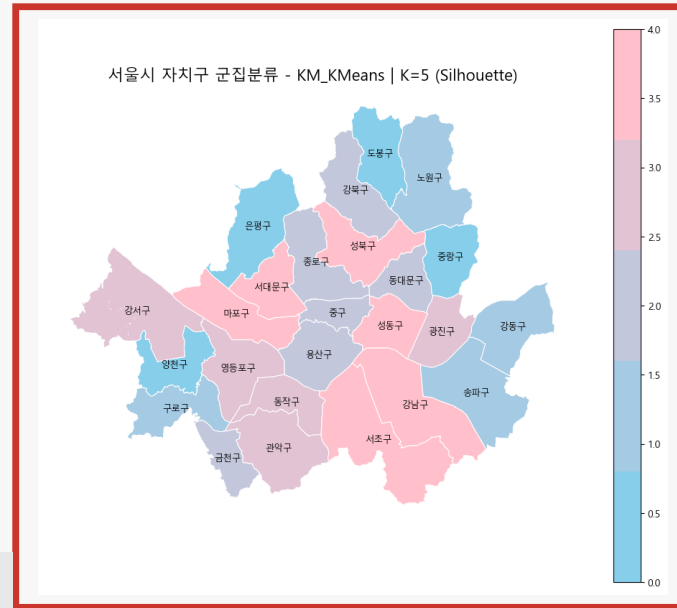 서울시 자치구 군집분류 - KM_KMeans | K=5 (Silhouette)
4.0
3.5
3.0
2.5
2.0
1.5
1.0
0.5
0.0
도봉구
노원구
강북구
은평구
성북구
중랑구
종로구
동대문구
서대문구
강서구
마포구
중구
성동구
광진구
강동구
용산구
양천구
영등포구
송파구
구로구
동작구
강남구
서초구
관악구
금천구